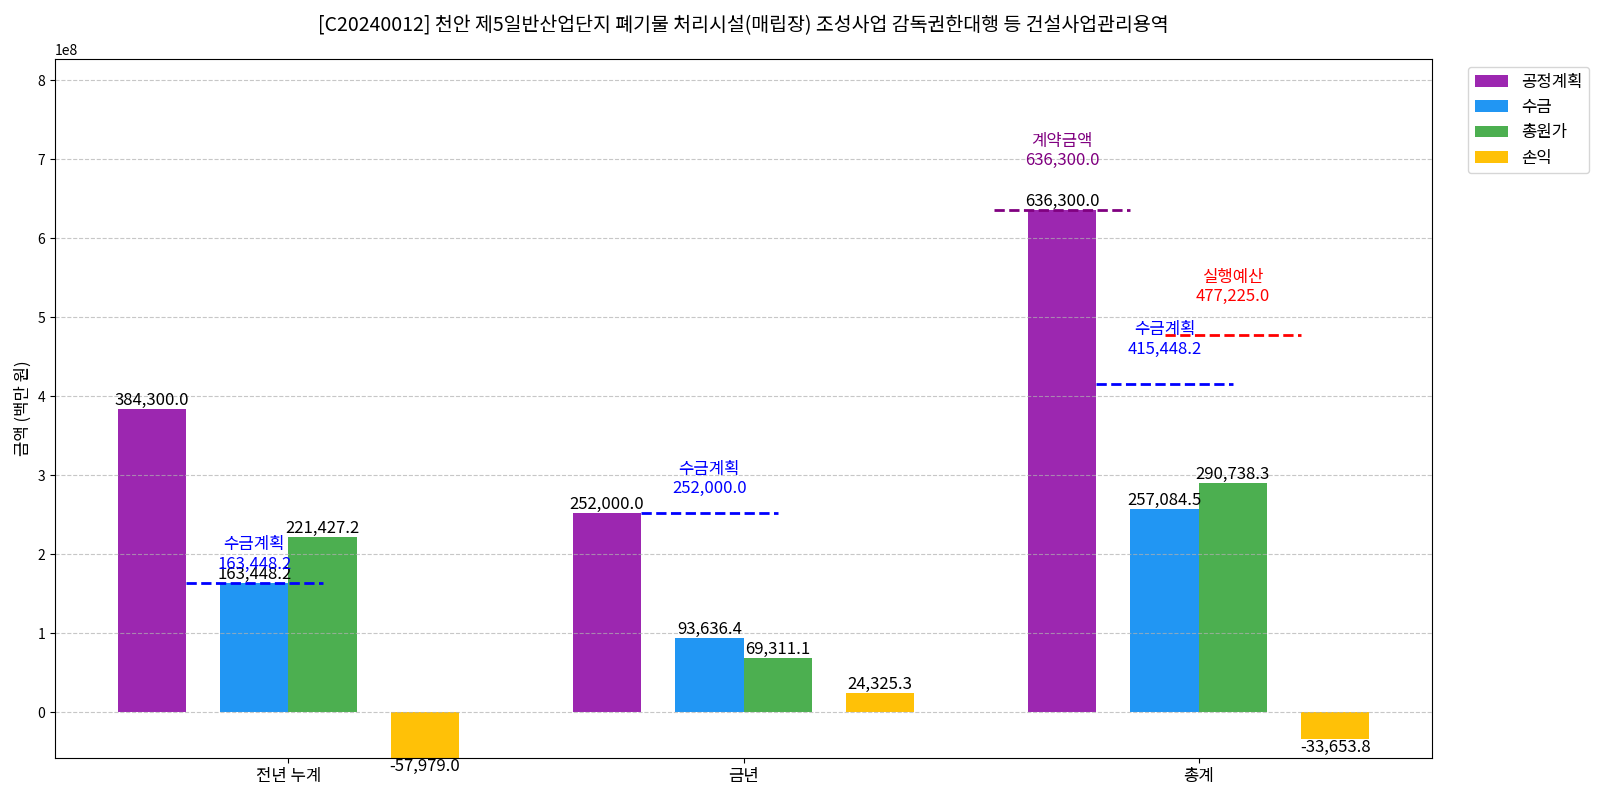 [C20240012] 천안 제5일반산업단지 폐기물 처리시설(매립장) 조성사업 감독권한대행 등 건설사업관리용역
1e8
8
7
6
5
4
3
2
1
0
금액 (백만 원)
384,300.0
수금계획
163,448.2
163,448.2
221,427.2
-57,979.0
252,000.0
수금계획
252,000.0
93,636.4
69,311.1
24,325.3
계약금액
636,300.0
636,300.0
실행예산
477,225.0
수금계획
415,448.2
257,084.5
290,738.3
-33,653.8
전년 누계
금년
총계
공정계획
수금
총원가
손익